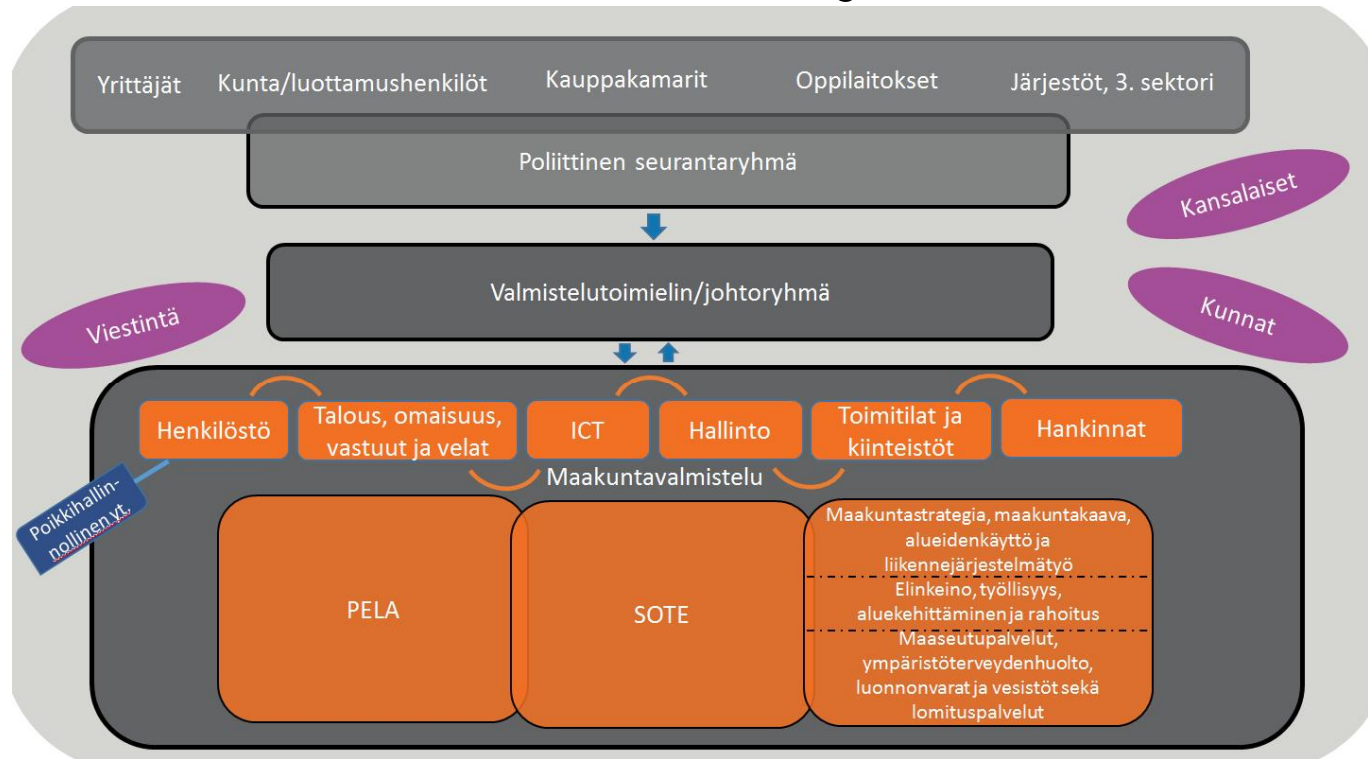 Yrittäjät
Kunta/luottamushenkilöt
Kauppakamarit
Oppilaitokset
Järjestöt, 3. sektori
Poliittinen seurantaryhmä
Kansalaiset
Valmistelutoimielin/johtoryhmä
Viestintä
Kunnat
Henkilöstö
Talous, omaisuus,
vastuut ja velat
ICT
Hallinto
Toimitilat ja
kiinteistöt
Hankinnat
Maakuntavalmistelu
Poikkihallin-
nollinen yt,
PELA
SOTE
Maakuntastrategia, maakuntakaava,
alueidenkäyttö ja
liikennejärjestelmätyö
Elinkeino, työllisyys,
aluekehittäminen ja rahoitus
Maaseutupalvelut,
ympäristöterveydenhuolto,
luonnonvarat ja vesistöt sekä
lomituspalvelut